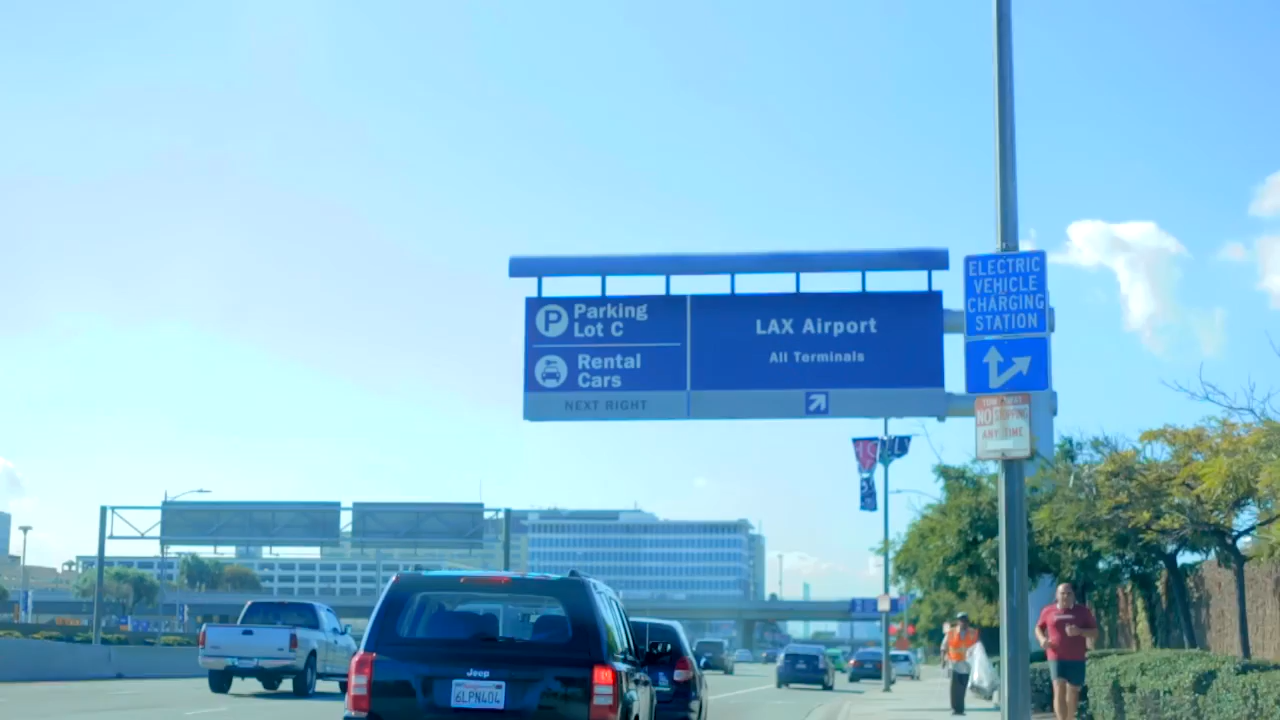 P Parking
Lot C
Rental
Cars
NEXT RIGHT
LAX Airport
All Terminals
ELECTRIC
VEHICLE
CHARGING
STATION
NO
ANY TIME
Jeep
6LPN404